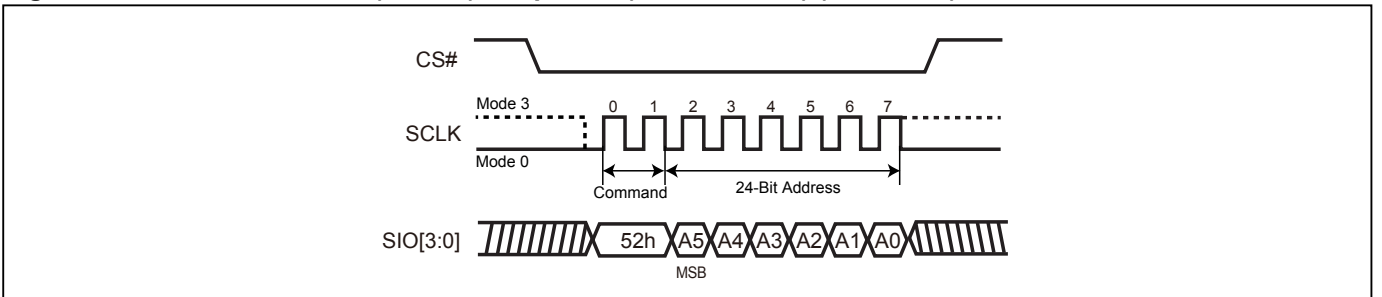 CS#
Mode 3
0 1 2 3 4 5 6 7
SCLK
Mode 0
Command
24-Bit Address
SIO[3:0]
52h A5 A4 A3 A2 A1 A0
MSB